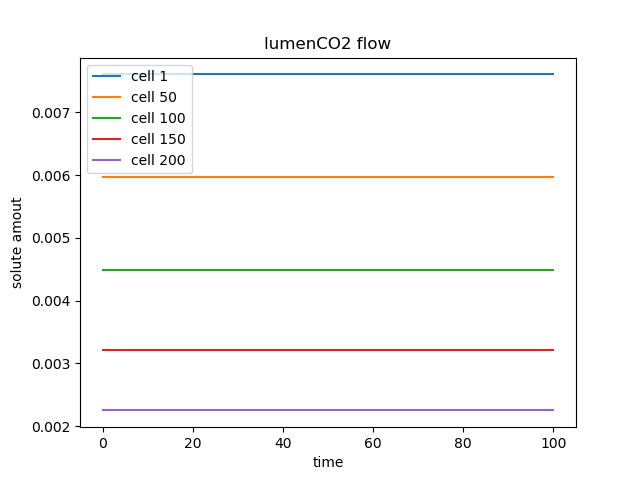 lumenCO2 flow
cell 1
cell 50
cell 100
cell 150
cell 200
solute amout
0.007
0.006
0.005
0.004
0.003
0.002
0 20 40 60 80 100
time